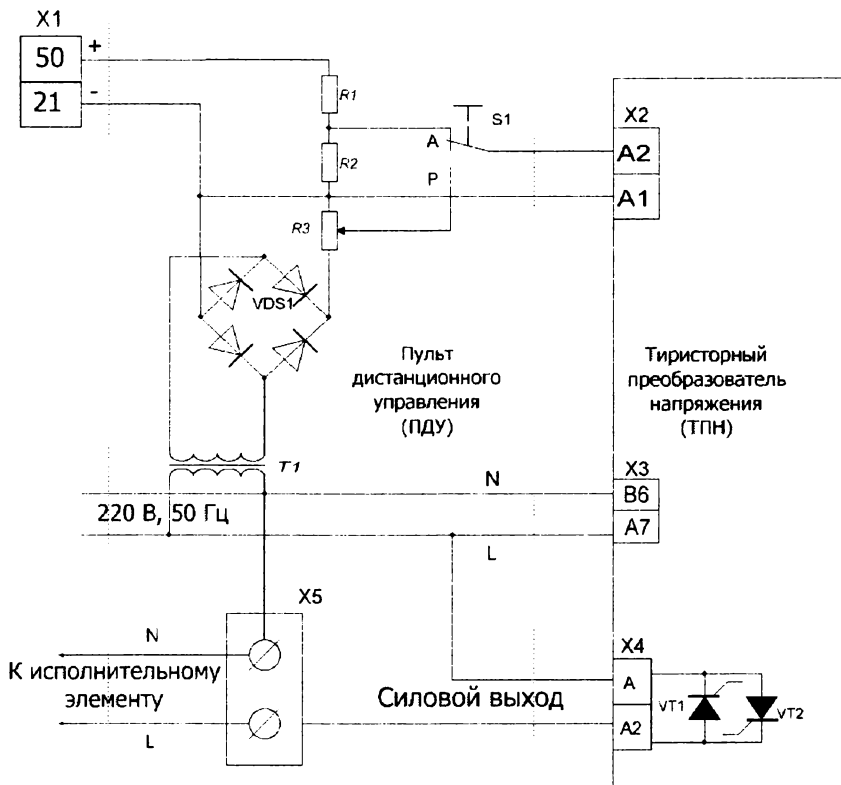 X1
50
+
21
-
R1
R2
R3
A
P
S1
X2
A2
A1
VDS1
Пульт
дистанционного
управления
(ПДУ)
Тиристорный
преобразователь
напряжения
(ТПН)
T1
N
220 В, 50 Гц
L
X3
B6
A7
X5
N
К исполнительному
элементу
L
Силовой выход
X4
A
A2
VT1
VT2